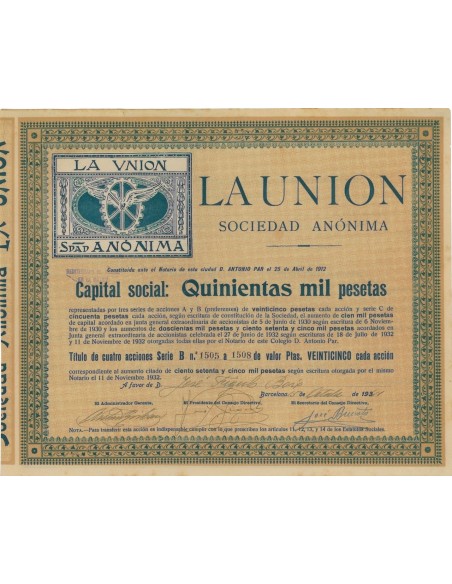 LA VNION
SDAD ANÓNIMA
LA UNION
SOCIEDAD ANÓNIMA
Constituida ante el Notario de esta ciudad D. ANTONIO PAR el 25 de Abril de 1912
Capital social: Quinientas mil pesetas
representadas por tres series de acciones A y B (preferentes) de veinticinco pesetas cada acción y serie C de
cincuenta pesetas cada acción, según escritura de constitución de la Sociedad, el aumento de cien mil pesetas
de capital acordado en junta general extraordinaria de accionistas de 5 de Junio de 1930 según escritura de 6 Noviem-
bre de 1930 y los aumentos de doscientas mil pesetas y ciento setenta y cinco mil pesetas acordados en
junta general extraordinaria de accionistas celebrada el 27 de Junio de 1932 según escrituras de 18 de Julio de 1932
y 11 de Noviembre de 1932 otorgadas todas ellas por el Notario de este Colegio D. Antonio Par.
Título de cuatro acciones Serie B n.º 1505 a 1508 de valor Ptas. VEINTICINCO cada acción
correspondiente al aumento citado de ciento setenta y cinco mil pesetas según escritura otorgada por el mismo
Notario el 11 de Noviembre 1932.
A favor de D.
Barcelona de Octubre 193
El Administrador Gerente, El Presidente del Consejo Directivo, El Secretario del Consejo Directivo,
NOTA.—Para transferir esta acción es indispensable cumplir con lo que prescriben los artículos 11, 12, 13, y 14 de los Estatutos Sociales.